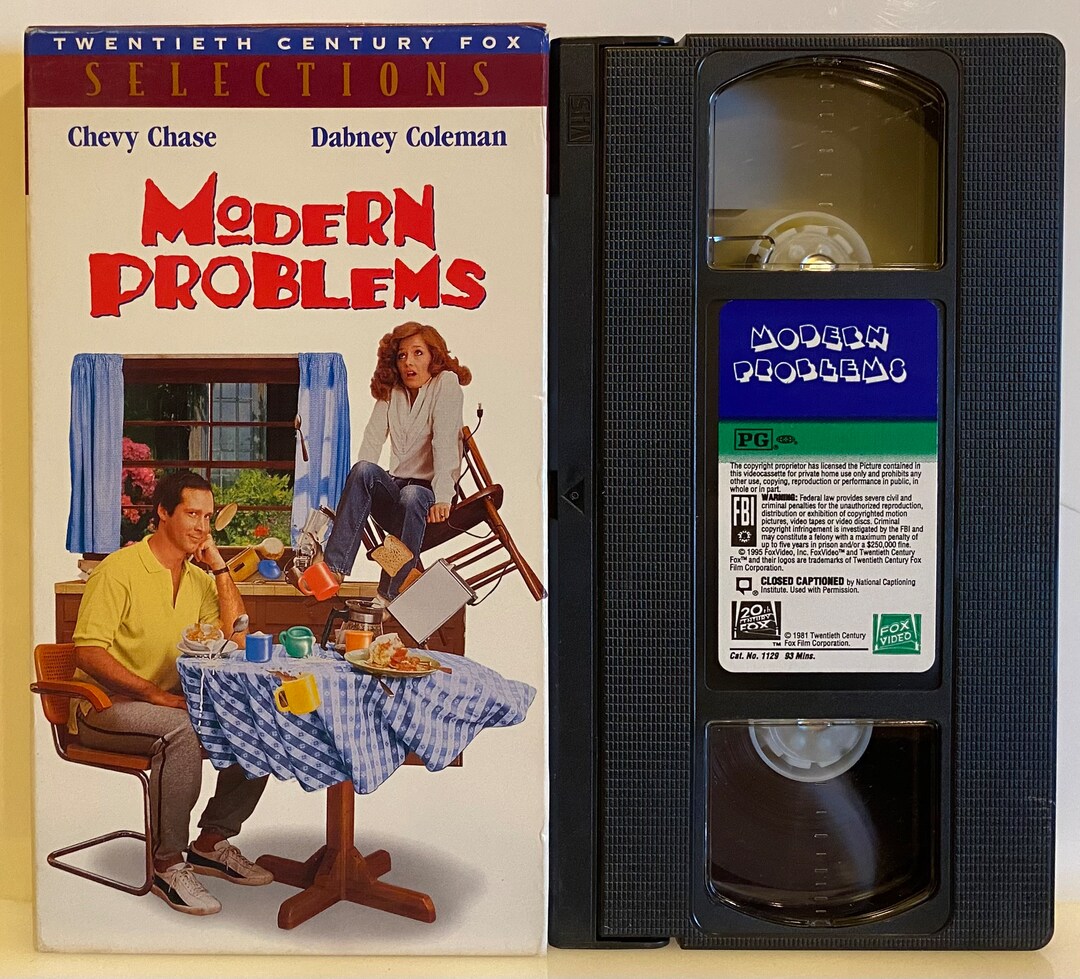 TWENTIETH CENTURY FOX
SELECTIONS
Chevy Chase Dabney Coleman
MODERN
PROBLEMS
VHS
MODERN
PROBLEMS
PG
The copyright proprietor has licensed the Picture contained in
this videocassette for private home use only and prohibits any
other use, copying, reproduction or performance in public, in
whole or in part.
FBI
WARNING: Federal law provides severe civil and
criminal penalties for the unauthorized reproduction,
distribution or exhibition of copyrighted motion
pictures, video tapes or video discs. Criminal
copyright infringement is investigated by the FBI and
may constitute a felony with a maximum penalty of
up to five years in prison and/or a $250,000 fine.
© 1995 FoxVideo, Inc. FoxVideo™ and Twentieth Century
Fox™ and their logos are trademarks of Twentieth Century Fox
Film Corporation.
CLOSED CAPTIONED by National Captioning
Institute. Used with Permission.
20th
CENTURY
FOX
™ © 1981 Twentieth Century
Fox Film Corporation.
FOX
VIDEO
Cat. No. 1129 93 Mins.